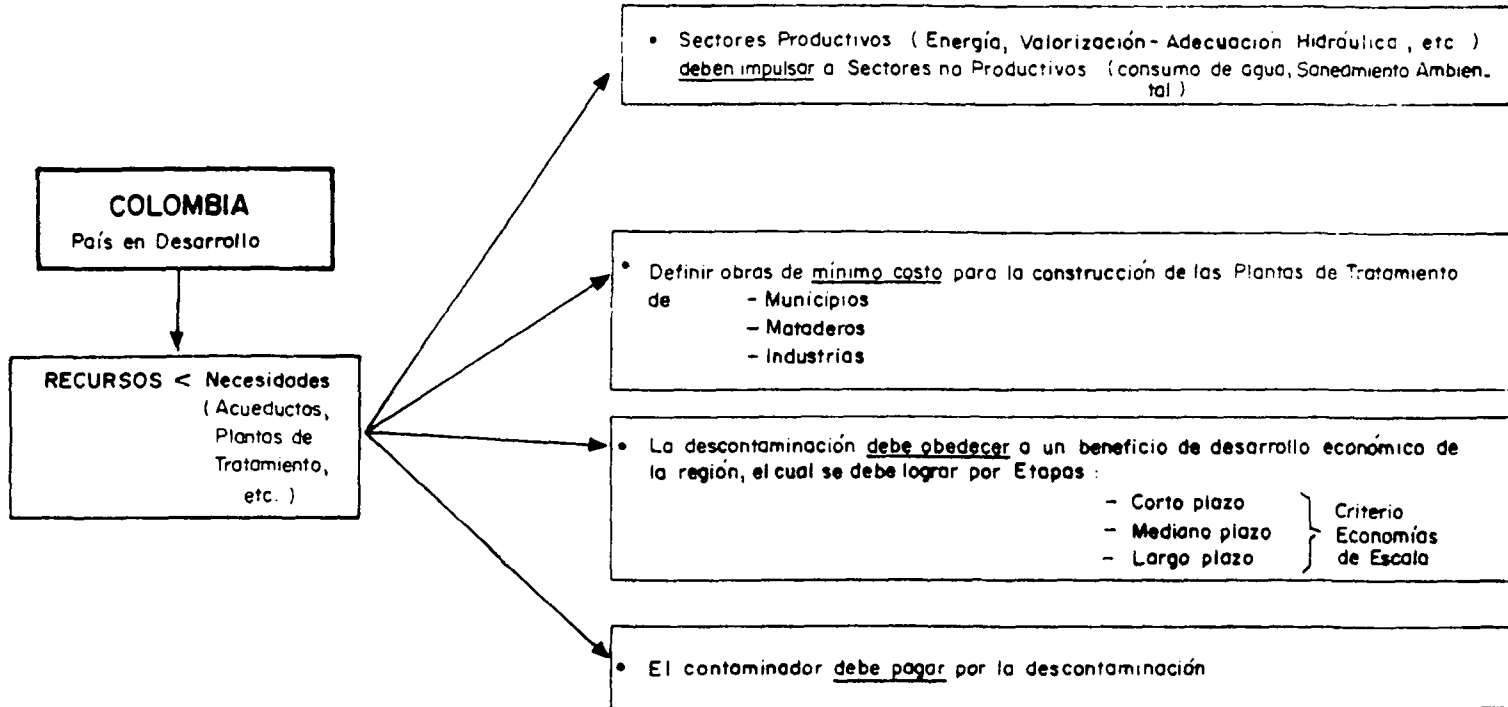 • Sectores Productivos ( Energía, Valorización - Adecuación Hidráulica , etc )
deben impulsar a Sectores no Productivos ( consumo de agua, Saneamiento Ambien-
tal )
COLOMBIA
País en Desarrollo
• Definir obras de mínimo costo para la construcción de las Plantas de Tratamiento
de - Municipios
- Mataderos
- Industrias
RECURSOS < Necesidades
( Acueductos,
Plantas de
Tratamiento,
etc. )
• La descontaminación debe obedecer a un beneficio de desarrollo económico de
la región, el cual se debe lograr por Etapas :
- Corto plazo
- Mediano plazo
- Largo plazo
Criterio
Economías
de Escala
• El contaminador debe pagar por la descontaminación